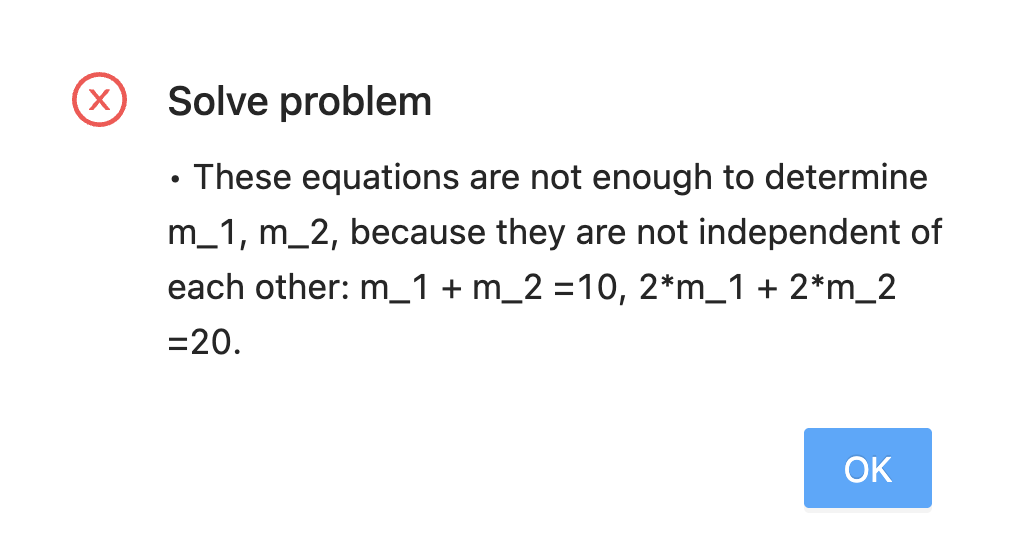 Solve problem
• These equations are not enough to determine
m_1, m_2, because they are not independent of
each other: m_1 + m_2 =10, 2*m_1 + 2*m_2
=20.
OK